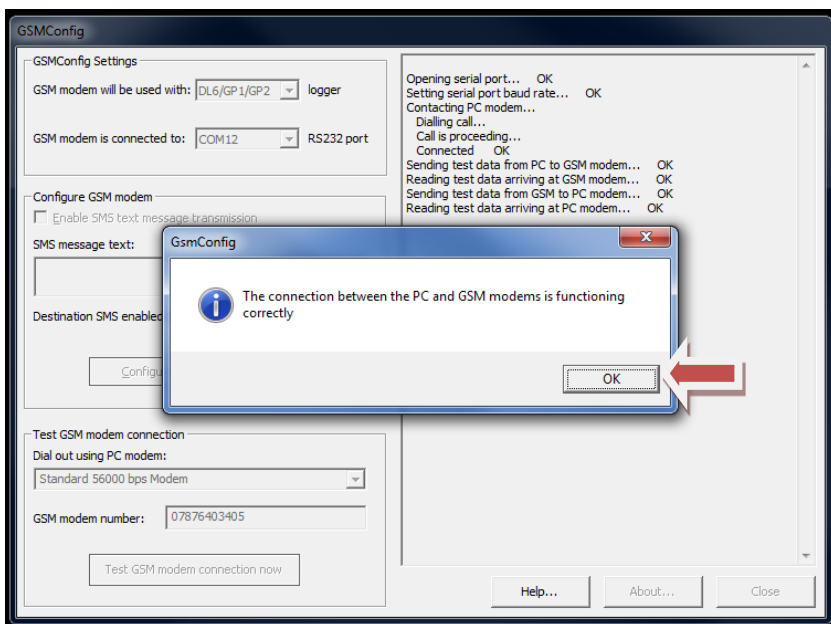 GSMConfig
GSMConfig Settings
GSM modem will be used with: DL6/GP1/GP2 logger
GSM modem is connected to: COM12 RS232 port
Configure GSM modem
Enable SMS text message transmission
SMS message text:
Destination SMS enabled
Configu
Test GSM modem connection
Dial out using PC modem:
Standard 56000 bps Modem
GSM modem number: 07876403405
Test GSM modem connection now
Opening serial port... OK
Setting serial port baud rate... OK
Contacting PC modem...
Dialling call...
Call is proceeding...
Connected OK
Sending test data from PC to GSM modem... OK
Reading test data arriving at GSM modem... OK
Sending test data from GSM to PC modem... OK
Reading test data arriving at PC modem... OK
GsmConfig
The connection between the PC and GSM modems is functioning
correctly
OK
Help... About... Close